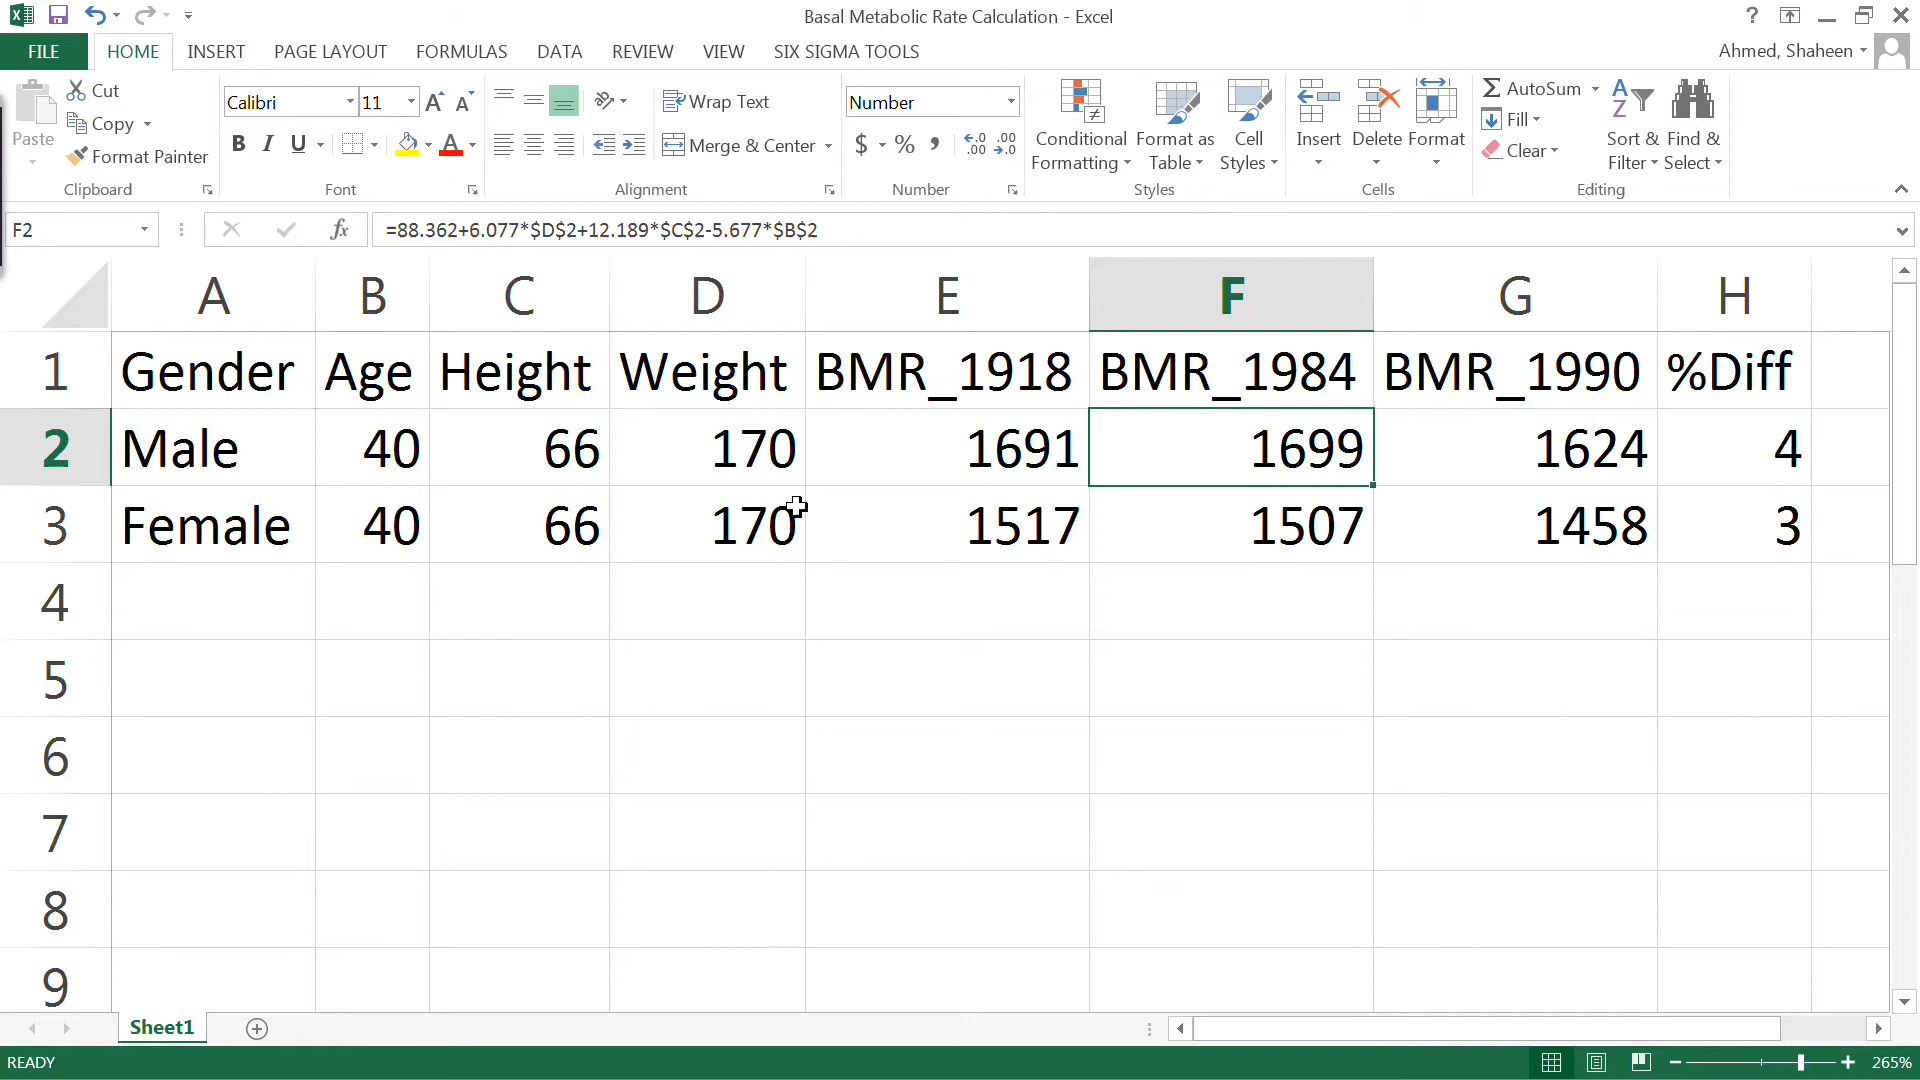 Basal Metabolic Rate Calculation - Excel
?
FILE HOME INSERT PAGE LAYOUT FORMULAS DATA REVIEW VIEW SIX SIGMA TOOLS Ahmed, Shaheen
Paste
Cut
Copy
Format Painter
Clipboard
Calibri 11
B I U
Font
Wrap Text
Merge & Center
Alignment
Number
$ % ,
Number
Conditional Formatting
Format as Table
Cell Styles
Styles
Insert
Delete
Format
Cells
AutoSum
Fill
Clear
Sort & Filter
Find & Select
Editing
F2 fx =88.362+6.077*$D$2+12.189*$C$2-5.677*$B$2
A B C D E F G H
1 Gender Age Height Weight BMR_1918 BMR_1984 BMR_1990 %Diff
2 Male 40 66 170 1691 1699 1624 4
3 Female 40 66 170 1517 1507 1458 3
4
5
6
7
8
9
Sheet1
READY 265%